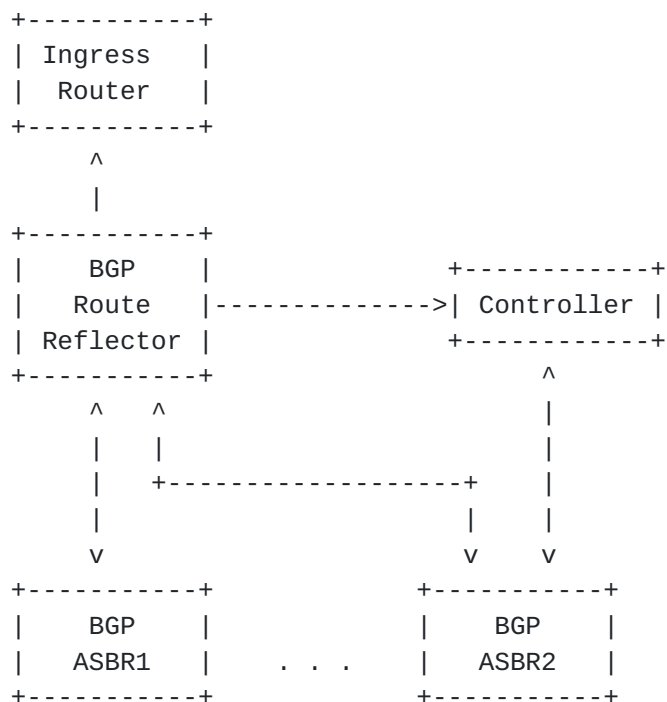 Ingress
Router
BGP
Route
Reflector
Controller
BGP
ASBR1
. . .
BGP
ASBR2